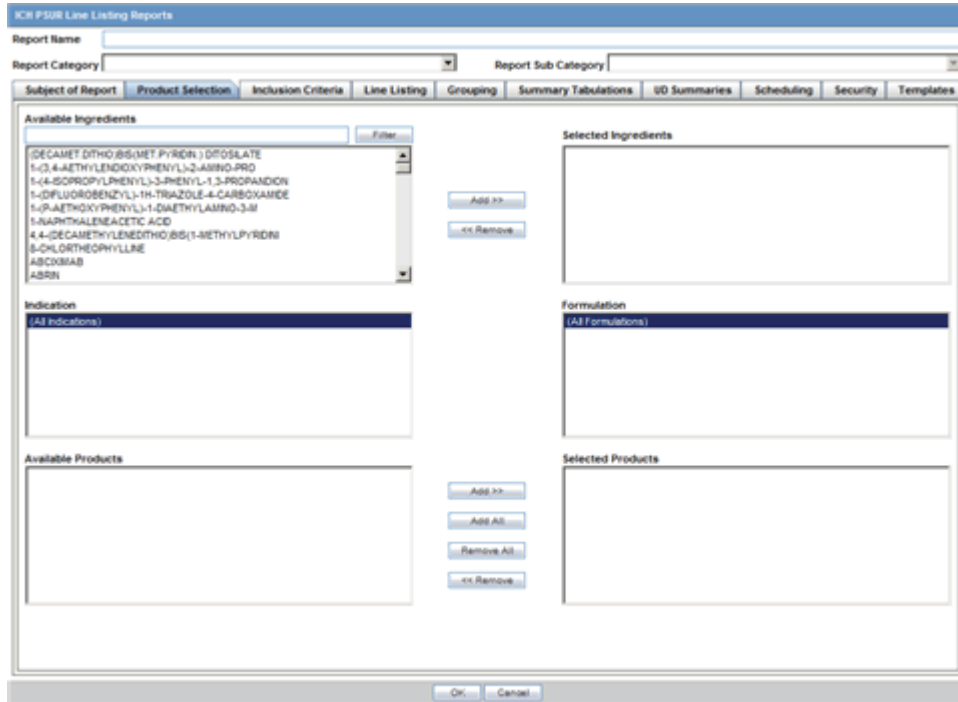 ICH PSUR Line Listing Reports
Report Name
Report Category Report Sub Category
Subject of Report Product Selection Inclusion Criteria Line Listing Grouping Summary Tabulations UD Summaries Scheduling Security Templates
Available Ingredients
Filter
Selected Ingredients
(DECAMET.DITHIO)BIS(MET.PYRIDIN.) DITOSILATE
1-(3,4-AETHYLENDIOXYPHENYL)-2-AMINO-PRO
1-(4-ISOPROPYLPHENYL)-3-PHENYL-1,3-PROPANDION
1-(DIFLUOROBENZYL)-1H-TRIAZOLE-4-CARBOXAMIDE
1-(P-AETHOXYPHENYL)-1-DIAETHYLAMINO-3-M
1-NAPHTHALENEACETIC ACID
4,4-(DECAMETHYLENEDITHIO)BIS(1-METHYLPYRIDINI
8-CHLORTHEOPHYLLINE
ABCIXIMAB
ABRIN
Add >>
<< Remove
Indication
(All Indications)
Formulation
(All Formulations)
Available Products
Selected Products
Add >>
Add All
Remove All
<< Remove
OK Cancel